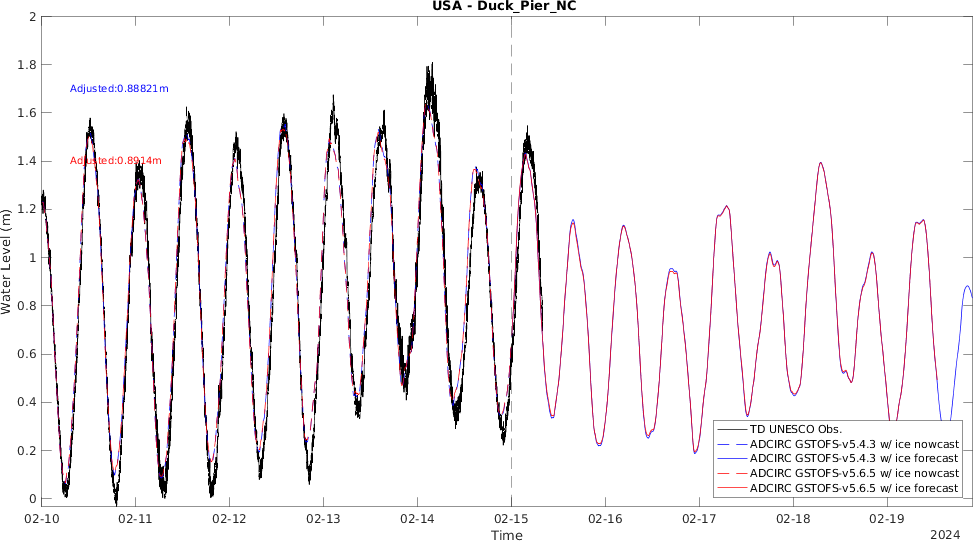 USA - Duck_Pier_NC
2
1.8
1.6
1.4
1.2
1
0.8
0.6
0.4
0.2
0
Water Level (m)
Adjusted:0.88821m
Adjusted:0.8914m
TD UNESCO Obs.
ADCIRC GSTOFS-v5.4.3 w/ ice nowcast
ADCIRC GSTOFS-v5.4.3 w/ ice forecast
ADCIRC GSTOFS-v5.6.5 w/ ice nowcast
ADCIRC GSTOFS-v5.6.5 w/ ice forecast
02-10 02-11 02-12 02-13 02-14 02-15 02-16 02-17 02-18 02-19
Time
2024